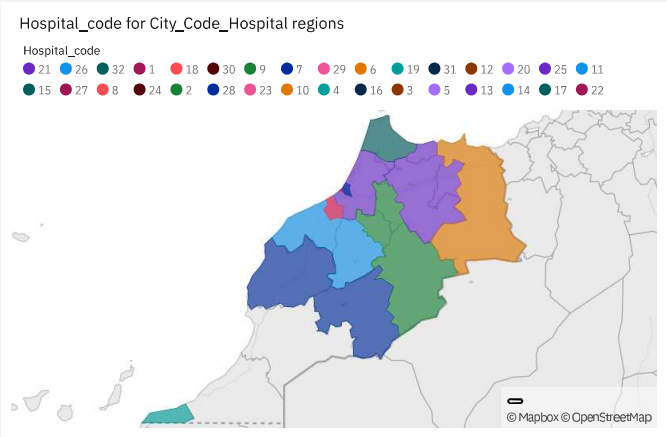 Hospital_code for City_Code_Hospital regions
Hospital_code
21 26 32 1 18 30 9 7 29 6 19 31 12 20 25 11
15 27 8 24 2 28 23 10 4 16 3 5 13 14 17 22
© Mapbox © OpenStreetMap